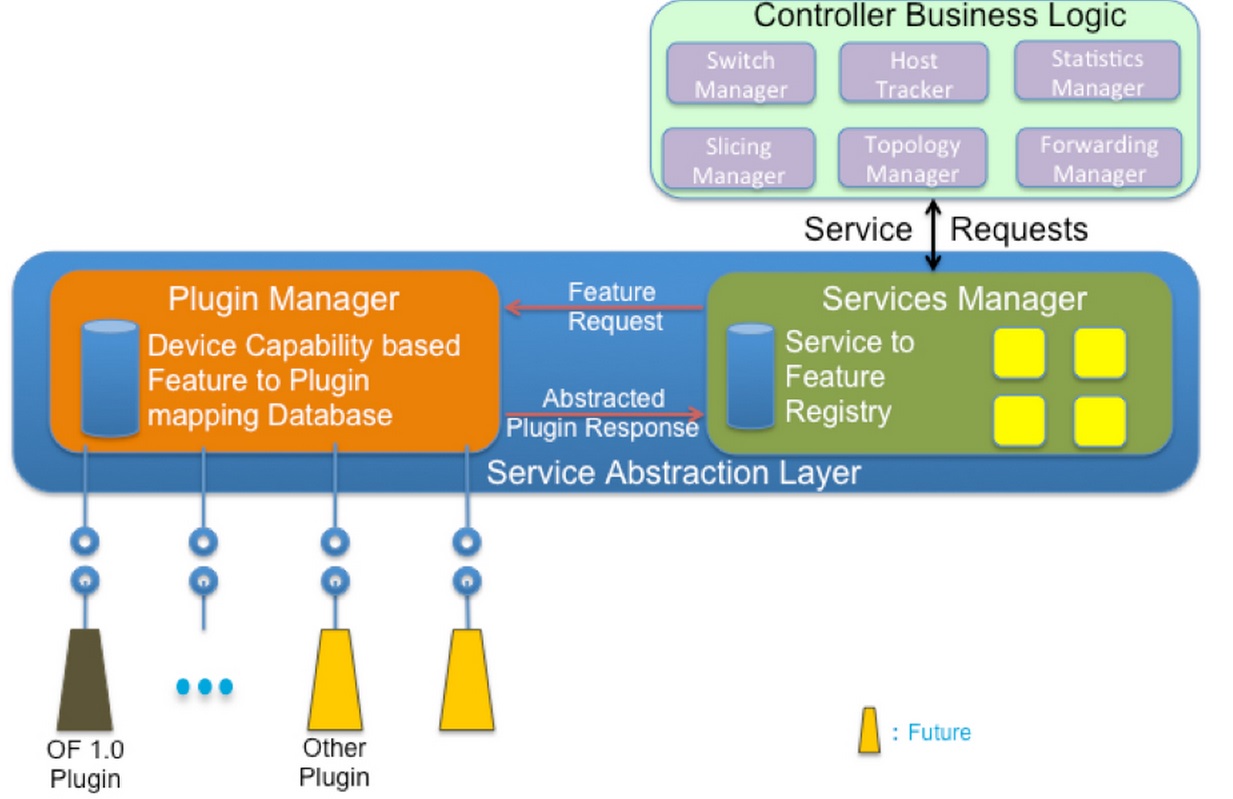 Controller Business Logic
Switch
Manager
Host
Tracker
Statistics
Manager
Slicing
Manager
Topology
Manager
Forwarding
Manager
Service Requests
Plugin Manager
Device Capability based
Feature to Plugin
mapping Database
Feature
Request
Abstracted
Plugin Response
Services Manager
Service to
Feature
Registry
Service Abstraction Layer
OF 1.0
Plugin
Other
Plugin
: Future